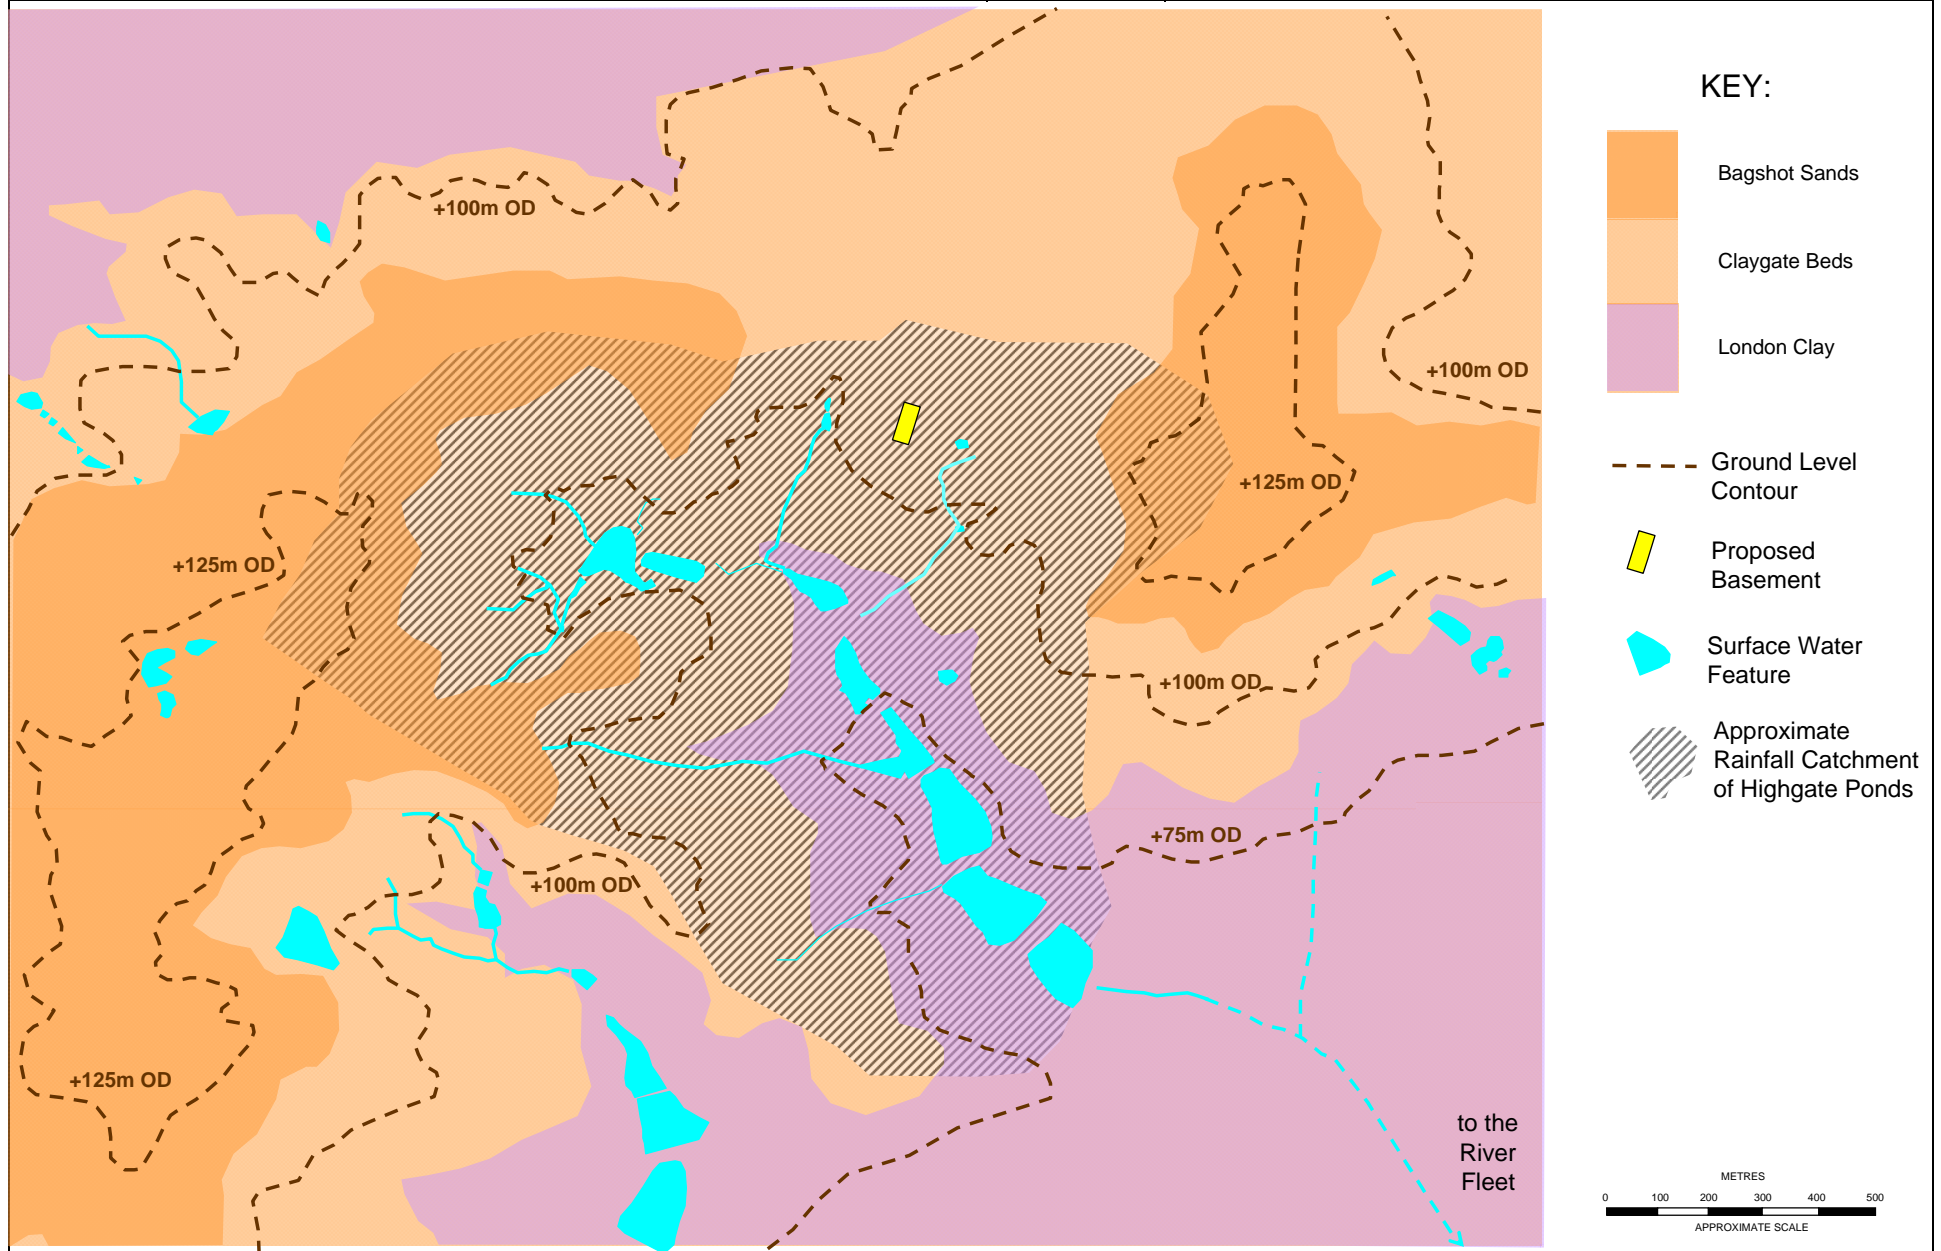 KEY:
Bagshot Sands
Claygate Beds
London Clay
Ground Level
Contour
Proposed
Basement
Surface Water
Feature
Approximate
Rainfall Catchment
of Highgate Ponds
+100m OD
+100m OD
+125m OD
+125m OD
+100m OD
+75m OD
+100m OD
+125m OD
to the
River
Fleet
METRES
0 100 200 300 400 500
APPROXIMATE SCALE